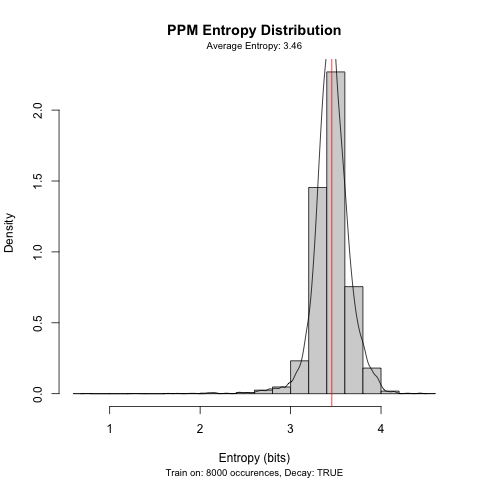 PPM Entropy Distribution
Average Entropy: 3.46
Density
2.0
1.5
1.0
0.5
0.0
1 2 3 4
Entropy (bits)
Train on: 8000 occurences, Decay: TRUE